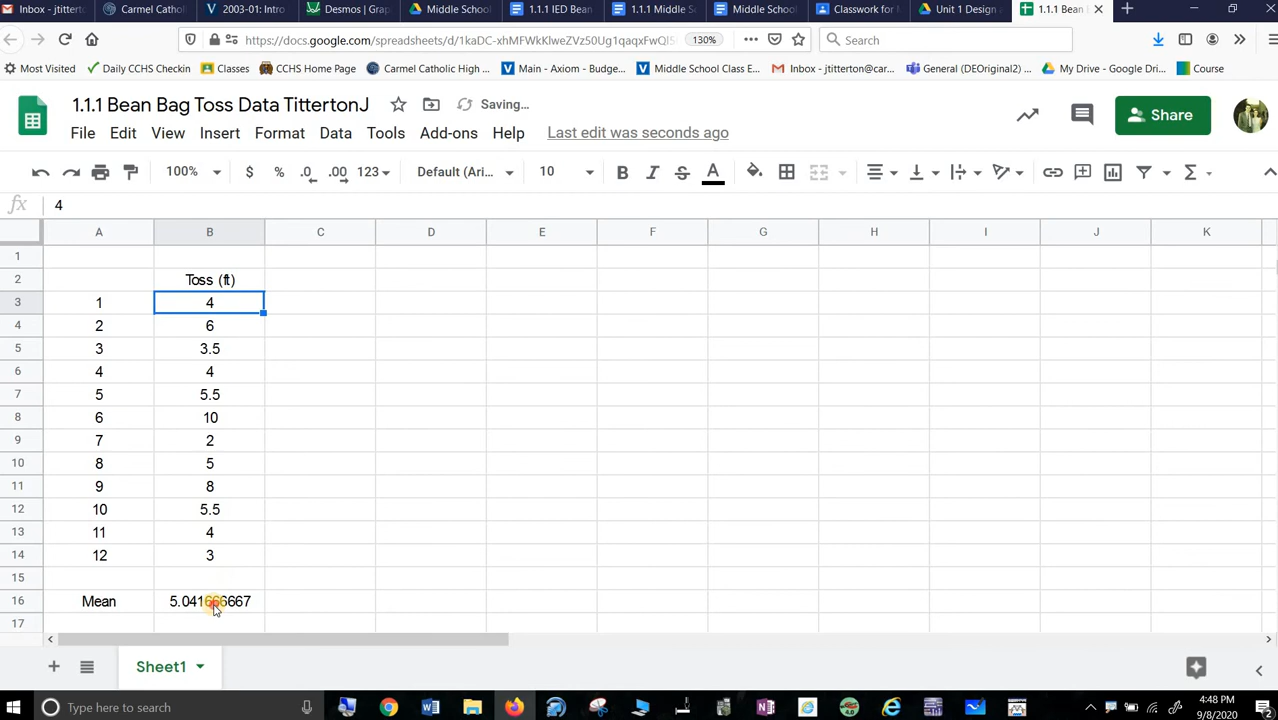 Inbox - jtitterto
Carmel Catholi
2003-01: Intro
Desmos | Grap
Middle School
1.1.1 IED Bean
1.1.1 Middle S
Middle School
Classwork for
Unit 1 Design
1.1.1 Bean
https://docs.google.com/spreadsheets/d/1kaDC-xhMFWkKlweZVz50Ug1qaqxFwQlS
130%
Search
Most Visited
Daily CCHS Checkin
Classes
CCHS Home Page
Carmel Catholic High ...
Main - Axiom - Budge...
Middle School Class E...
Inbox - jtitterton@car...
General (DEOriginal2) ...
My Drive - Google Dri...
Course
1.1.1 Bean Bag Toss Data TittertonJ
Saving...
Share
File Edit View Insert Format Data Tools Add-ons Help Last edit was seconds ago
100% $ % .0 .00 123 Default (Ari... 10 B I S A
fx 4
A B C D E F G H I J K
1
2 Toss (ft)
3 1 4
4 2 6
5 3 3.5
6 4 4
7 5 5.5
8 6 10
9 7 2
10 8 5
11 9 8
12 10 5.5
13 11 4
14 12 3
15
16 Mean 5.041666667
17
Sheet1
Type here to search
4:48 PM
9/8/2020